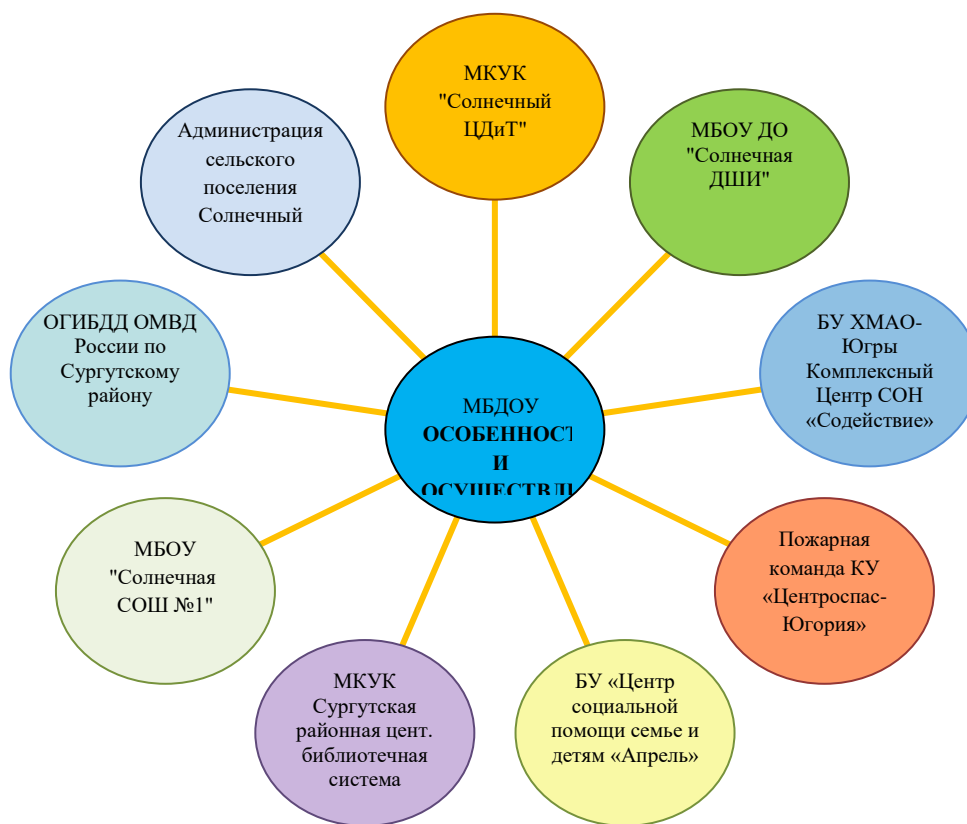 МКУК
"Солнечный
ЦДиТ"
МБОУ ДО
"Солнечная
ДШИ"
БУ ХМАО-
Югры
Комплексный
Центр СОН
«Содействие»
Пожарная
команда КУ
«Центроспас-
Югория»
БУ «Центр
социальной
помощи семье и
детям «Апрель»
МКУК
Сургутская
районная цент.
библиотечная
система
МБОУ
"Солнечная
СОШ №1"
ОГИБДД ОМВД
России по
Сургутскому
району
Администрация
сельского
поселения
Солнечный
МБДОУ
ОСОБЕННОСТ
И